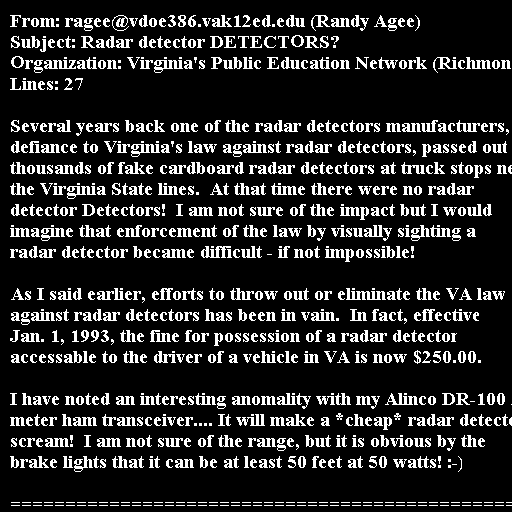 From: ragee@vdoe386.vak12ed.edu (Randy Agee)
Subject: Radar detector DETECTORS?
Organization: Virginia's Public Education Network (Richmon
Lines: 27
Several years back one of the radar detectors manufacturers,
defiance to Virginia's law against radar detectors, passed out
thousands of fake cardboard radar detectors at truck stops ne
the Virginia State lines.  At that time there were no radar
detector Detectors!  I am not sure of the impact but I would
imagine that enforcement of the law by visually sighting a
radar detector became difficult - if not impossible!
As I said earlier, efforts to throw out or eliminate the VA law
against radar detectors has been in vain.  In fact, effective
Jan. 1, 1993, the fine for possession of a radar detector
accessable to the driver of a vehicle in VA is now $250.00.
I have noted an interesting anomality with my Alinco DR-100
meter ham transceiver.... It will make a *cheap* radar detecto
scream!  I am not sure of the range, but it is obvious by the
brake lights that it can be at least 50 feet at 50 watts! :-)
================================================